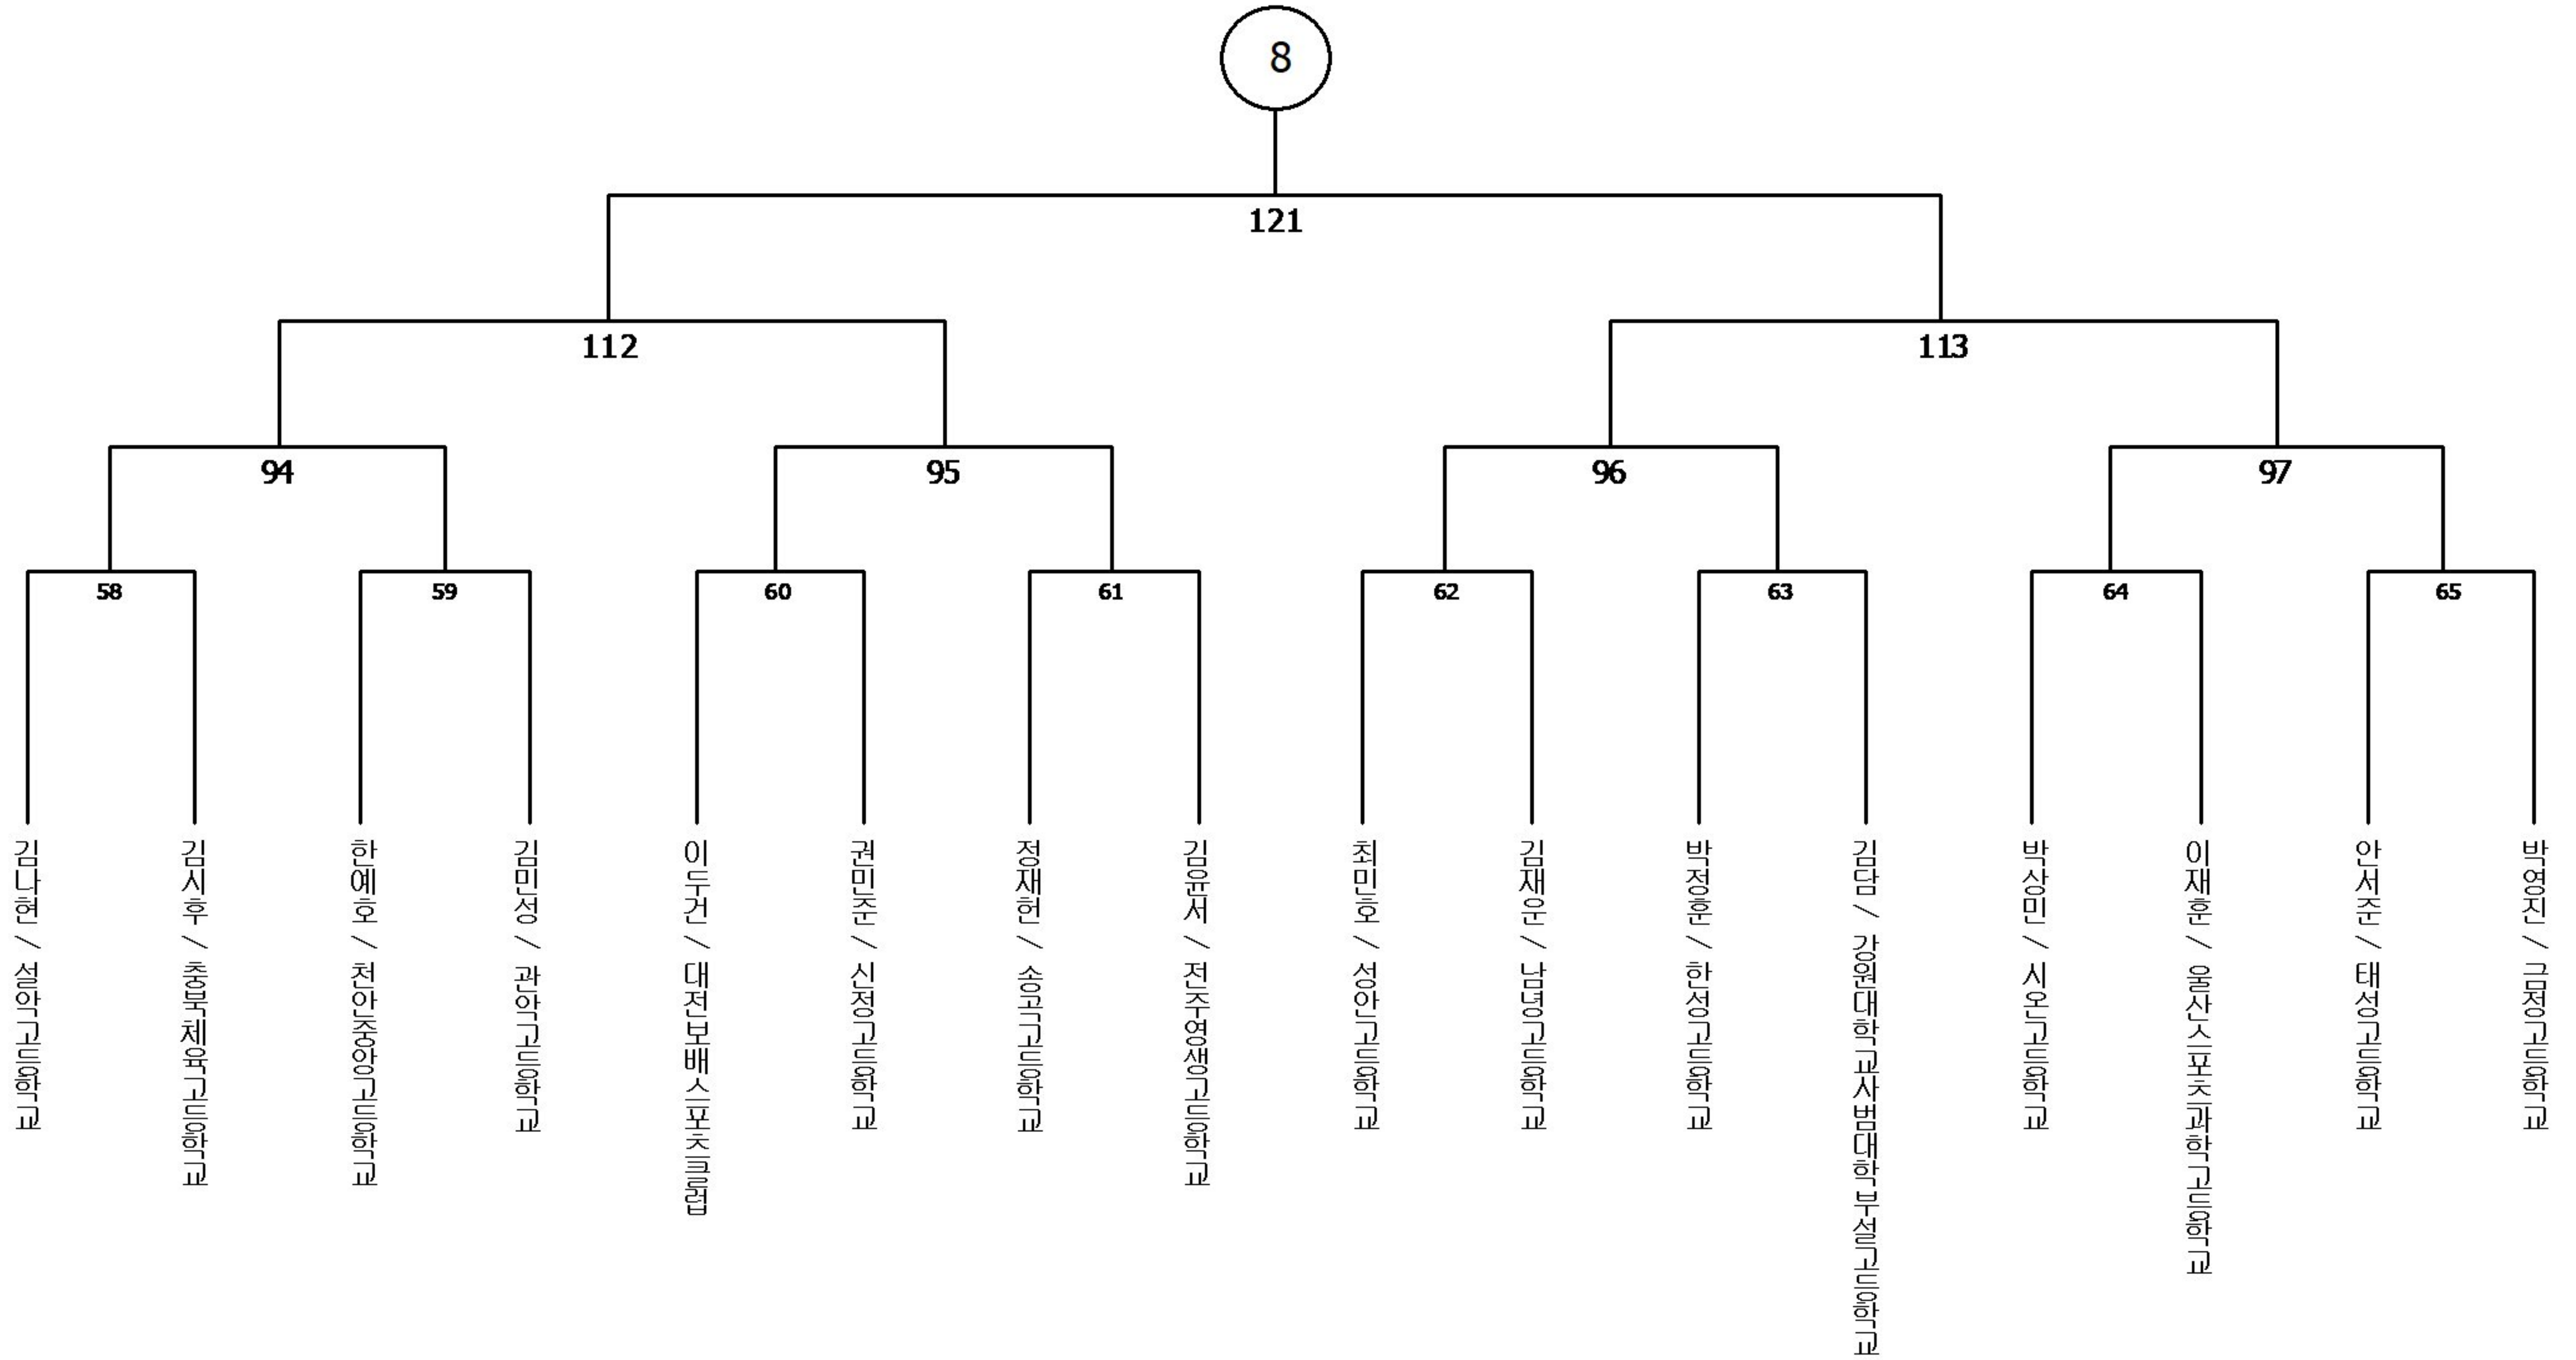 8
121
112
113
94
95
96
97
58
59
60
61
62
63
64
65
김나현 / 설악고등학교
김시후 / 충북체육고등학교
한예호 / 천안중앙고등학교
김민성 / 관악고등학교
이두건 / 대전보배스포츠클럽
권민준 / 신정고등학교
정재헌 / 송곡고등학교
김윤서 / 전주영생고등학교
최민호 / 성안고등학교
김재운 / 남녕고등학교
박정훈 / 한성고등학교
김담 / 강원대학교사범대학부설고등학교
박상민 / 시온고등학교
이재훈 / 울산스포츠과학고등학교
안서준 / 태성고등학교
박영진 / 금정고등학교